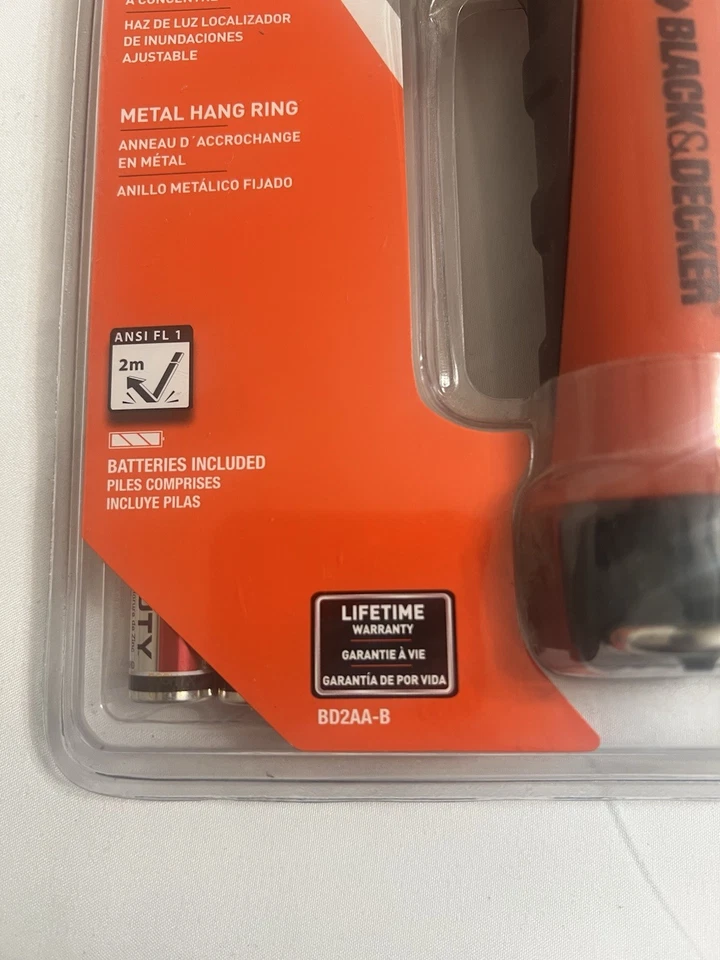 A CONCENTRÉ
HAZ DE LUZ LOCALIZADOR
DE INUNDACIONES
AJUSTABLE
METAL HANG RING
ANNEAU D´ACCROCHANGE
EN MÉTAL
ANILLO METÁLICO FIJADO
BLACK&DECKER
ANSI FL 1
2m
BATTERIES INCLUDED
PILES COMPRISES
INCLUYE PILAS
UTY
LIFETIME
WARRANTY
GARANTIE À VIE
GARANTÍA DE POR VIDA
BD2AA-B